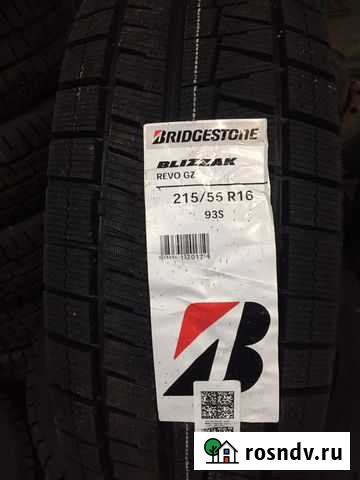 BRIDGESTONE
BLIZZAK
REVO GZ
215/55 R16
93S
rosndv.ru